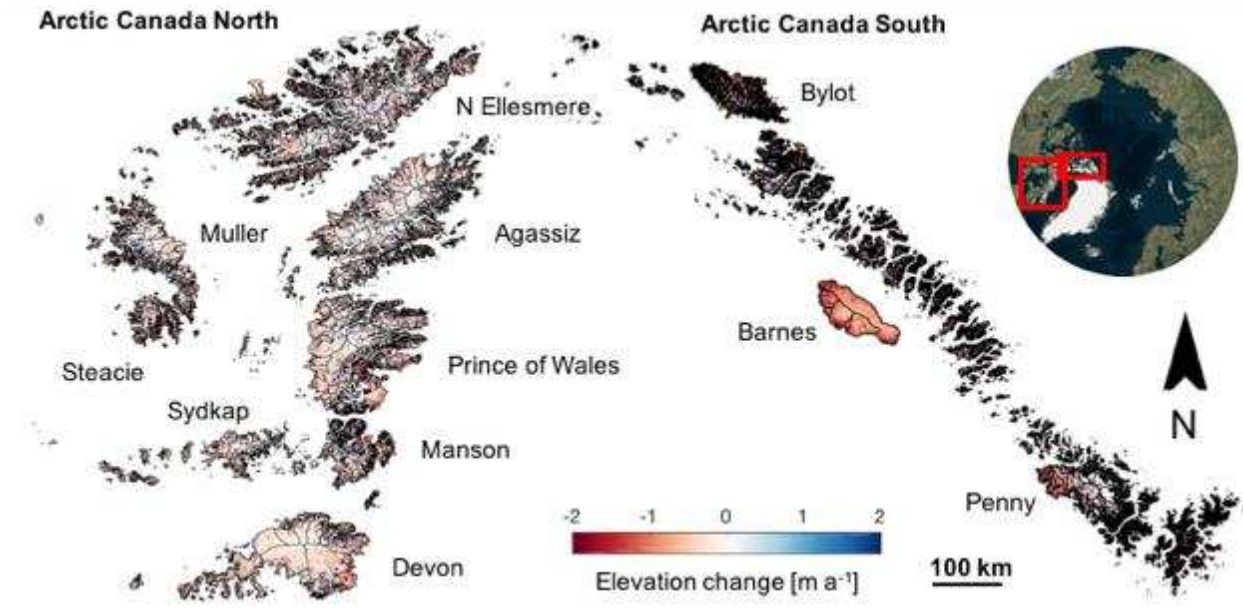 Arctic Canada North
Arctic Canada South
N Ellesmere
Bylot
Muller
Agassiz
Barnes
Steacie
Prince of Wales
Sydkap
N
Manson
Penny
-2 -1 0 1 2
Devon
Elevation change [m a⁻¹]
100 km